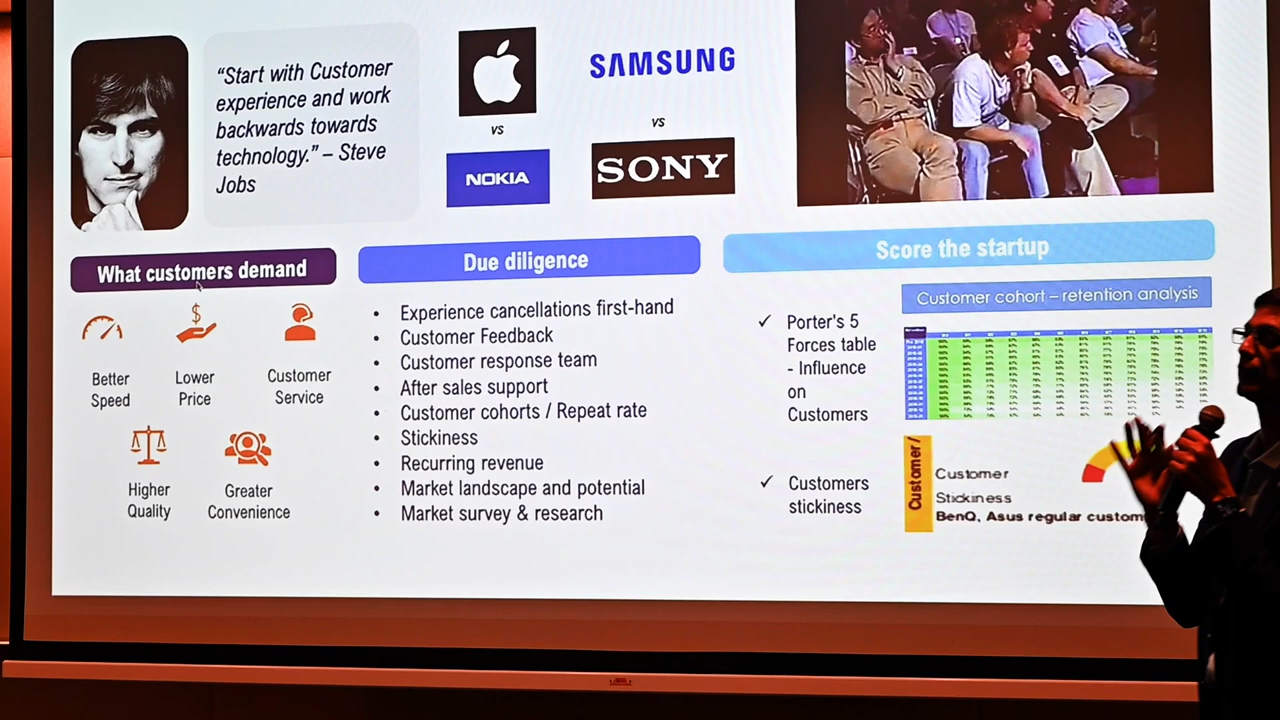 “Start with Customer
experience and work
backwards towards
technology.” – Steve
Jobs
vs
NOKIA
SAMSUNG
vs
SONY
What customers demand
Better
Speed
Lower
Price
Customer
Service
Higher
Quality
Greater
Convenience
Due diligence
• Experience cancellations first-hand
• Customer Feedback
• Customer response team
• After sales support
• Customer cohorts / Repeat rate
• Stickiness
• Recurring revenue
• Market landscape and potential
• Market survey & research
Score the startup
✓ Porter's 5
Forces table
- Influence
on
Customers
✓ Customers
stickiness
Customer cohort – retention analysis
Customer /
Customer
Stickiness
BenQ, Asus regular custom